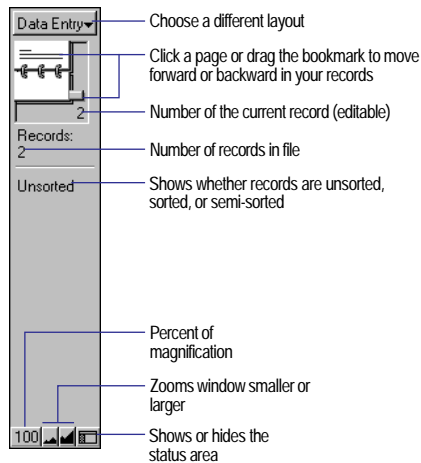 Data Entry
Choose a different layout
Click a page or drag the bookmark to move
forward or backward in your records
2
Number of the current record (editable)
Records:
2
Number of records in file
Unsorted
Shows whether records are unsorted,
sorted, or semi-sorted
Percent of
magnification
Zooms window smaller or
larger
100
Shows or hides the
status area